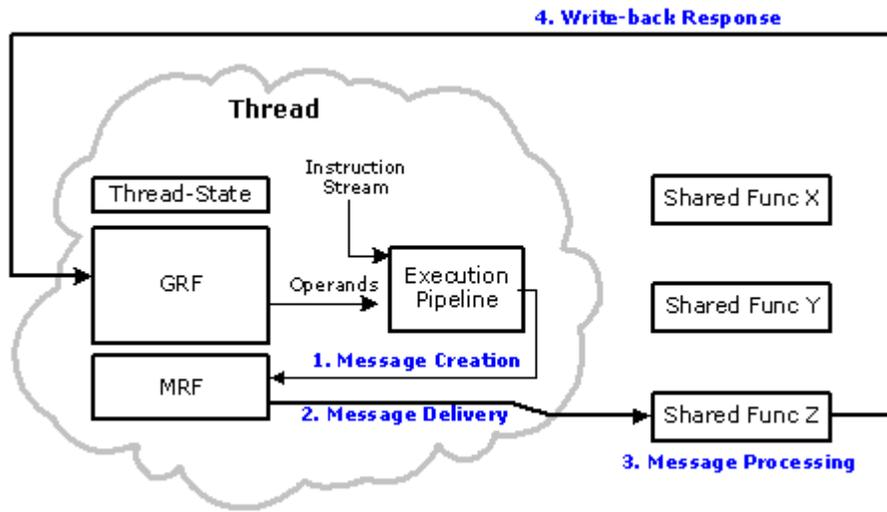 4. Write-back Response
Thread
Instruction
Stream
Thread-State
Shared Func X
GRF
Operands
Execution
Pipeline
Shared Func Y
1. Message Creation
MRF
2. Message Delivery
Shared Func Z
3. Message Processing